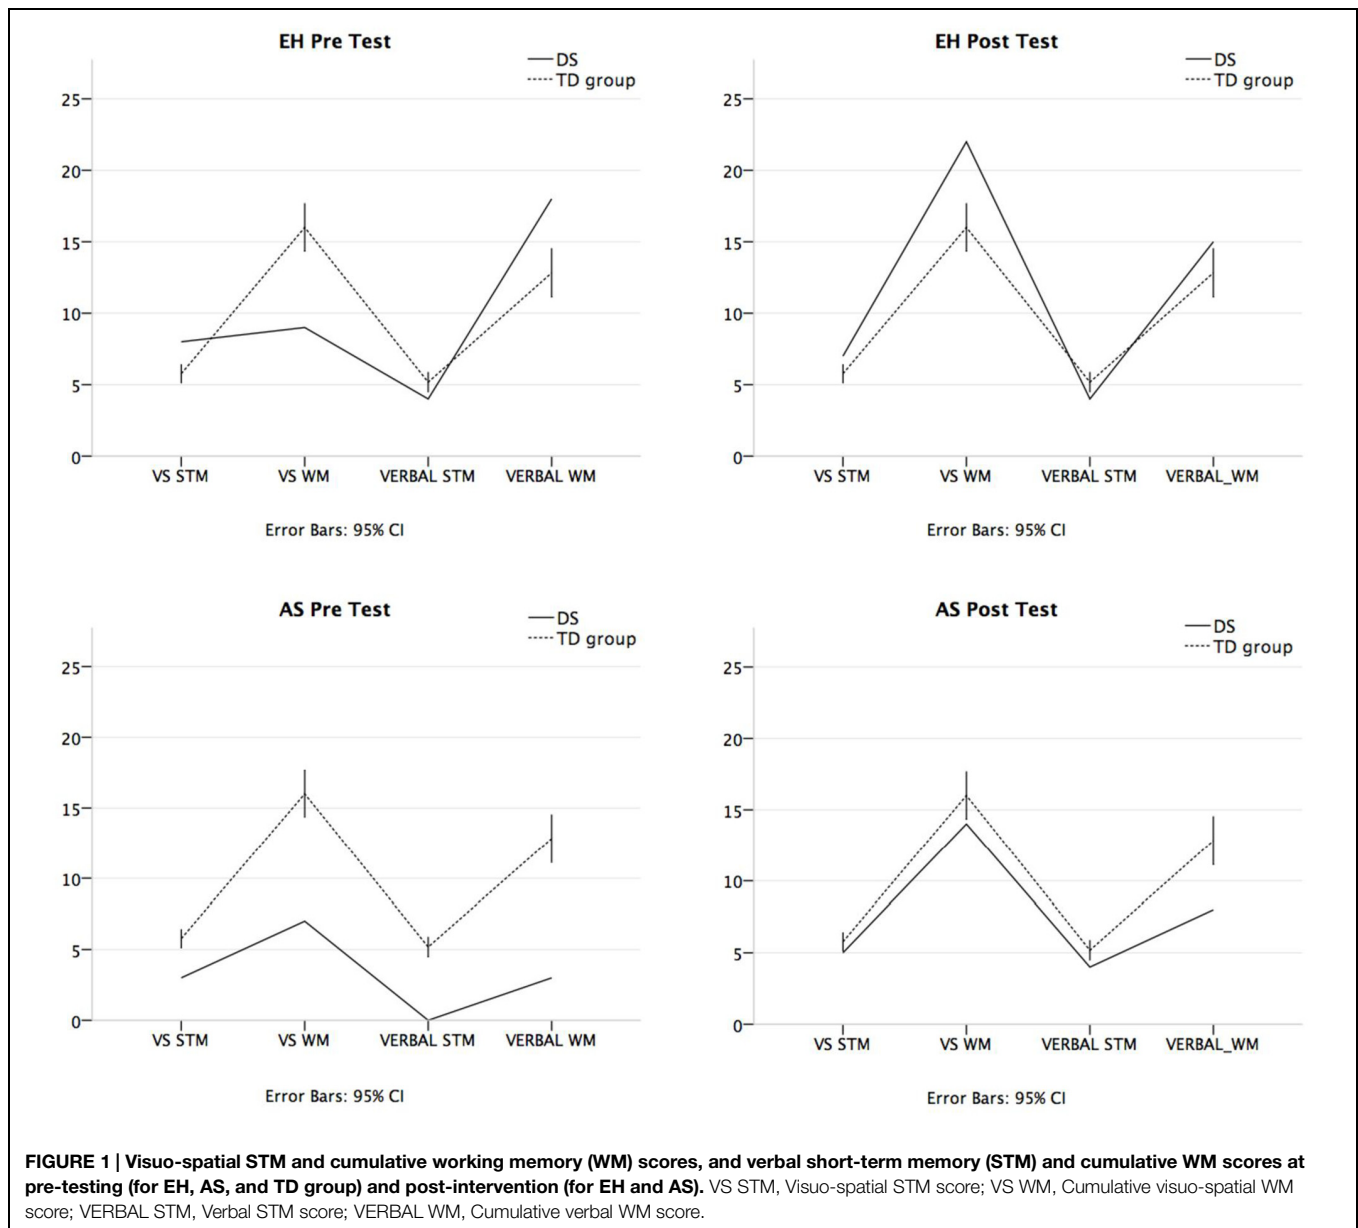 EH Pre Test
DS
TD group
25
20
15
10
5
0
VS STM VS WM VERBAL STM VERBAL WM
Error Bars: 95% CI
EH Post Test
DS
TD group
25
20
15
10
5
0
VS STM VS WM VERBAL STM VERBAL_WM
Error Bars: 95% CI
AS Pre Test
DS
TD group
25
20
15
10
5
0
VS STM VS WM VERBAL STM VERBAL WM
Error Bars: 95% CI
AS Post Test
DS
TD group
25
20
15
10
5
0
VS STM VS WM VERBAL STM VERBAL_WM
Error Bars: 95% CI
FIGURE 1 | Visuo-spatial STM and cumulative working memory (WM) scores, and verbal short-term memory (STM) and cumulative WM scores at
pre-testing (for EH, AS, and TD group) and post-intervention (for EH and AS). VS STM, Visuo-spatial STM score; VS WM, Cumulative visuo-spatial WM
score; VERBAL STM, Verbal STM score; VERBAL WM, Cumulative verbal WM score.